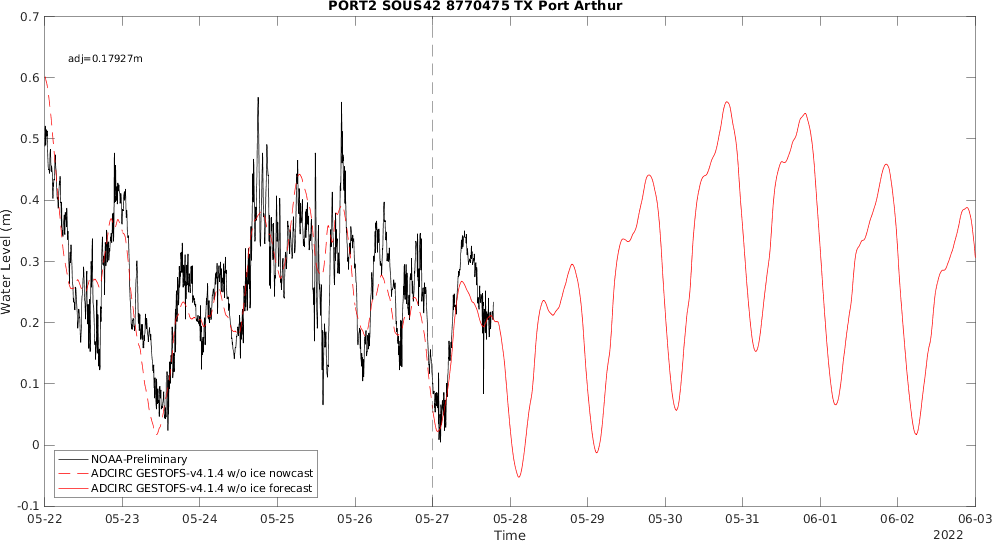 PORT2 SOUS42 8770475 TX Port Arthur
0.7
adj=0.17927m
0.6
0.5
0.4
0.3
0.2
0.1
0
-0.1
Water Level (m)
NOAA-Preliminary
ADCIRC GESTOFS-v4.1.4 w/o ice nowcast
ADCIRC GESTOFS-v4.1.4 w/o ice forecast
05-22 05-23 05-24 05-25 05-26 05-27 05-28 05-29 05-30 05-31 06-01 06-02 06-03
Time
2022